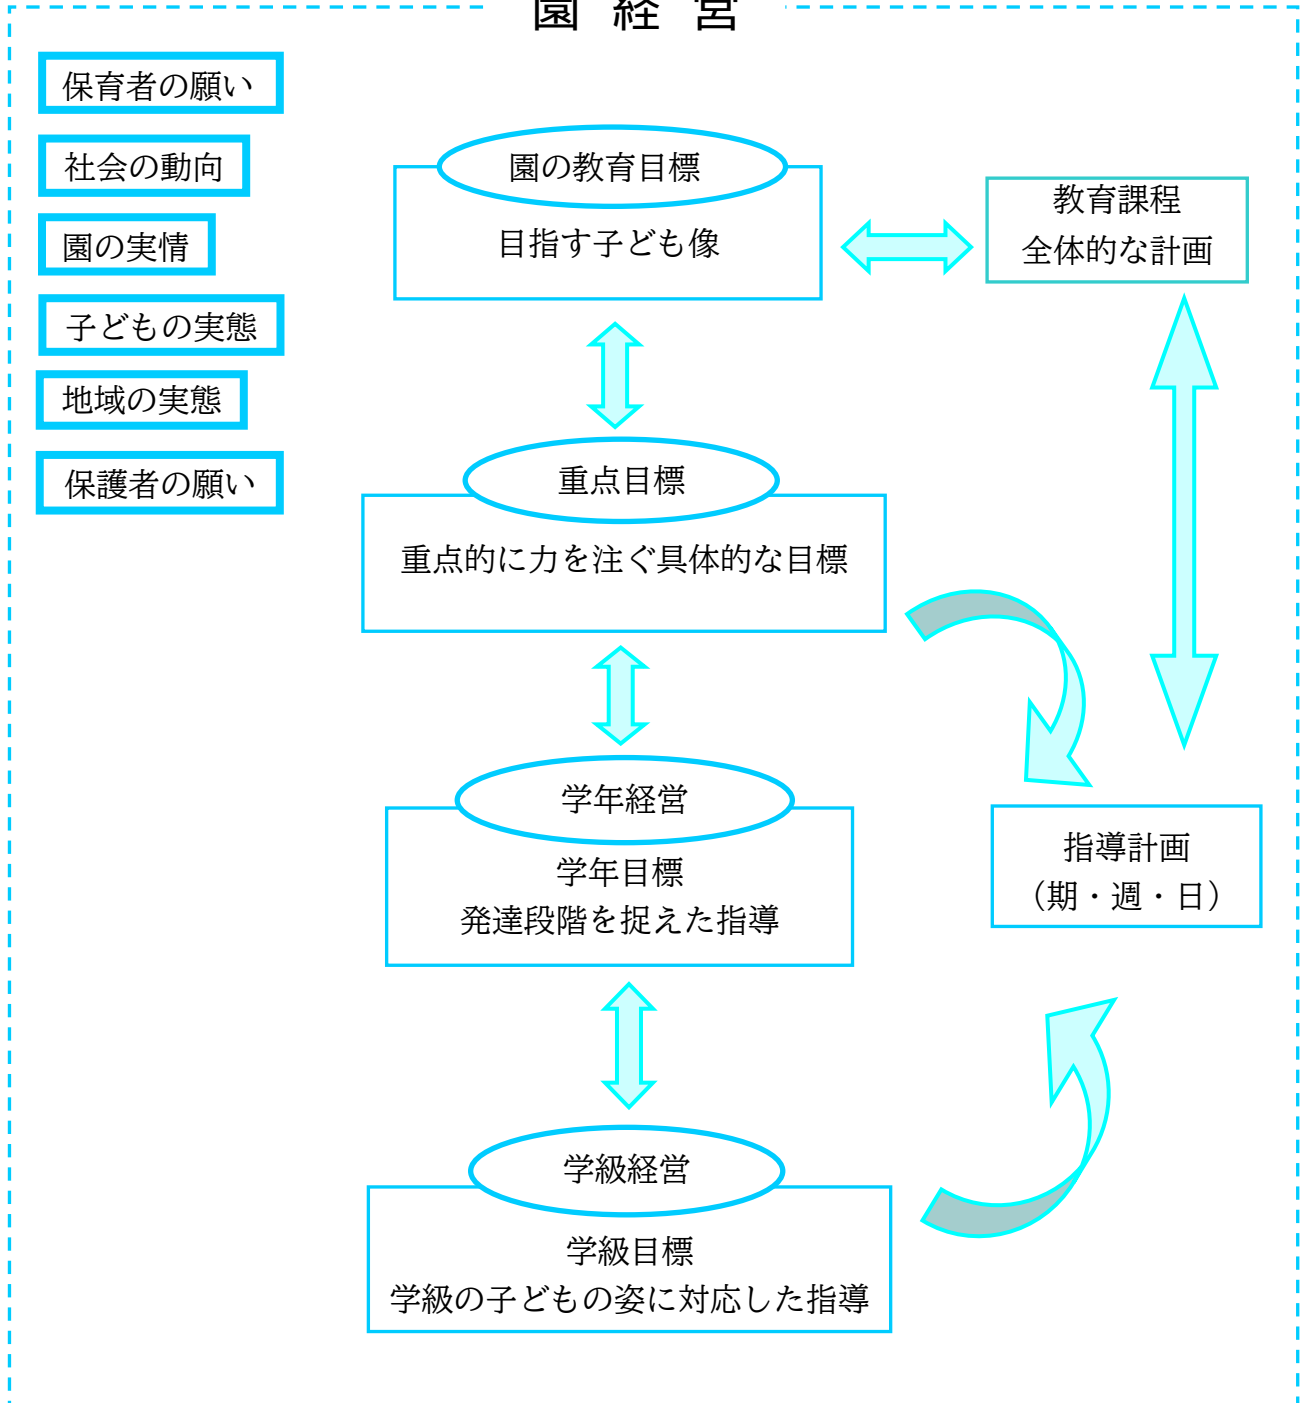 園経営
保育者の願い
社会の動向
園の実情
子どもの実態
地域の実態
保護者の願い
園の教育目標
目指す子ども像
教育課程
全体的な計画
重点目標
重点的に力を注ぐ具体的な目標
学年経営
学年目標
発達段階を捉えた指導
指導計画
（期・週・日）
学級経営
学級目標
学級の子どもの姿に対応した指導